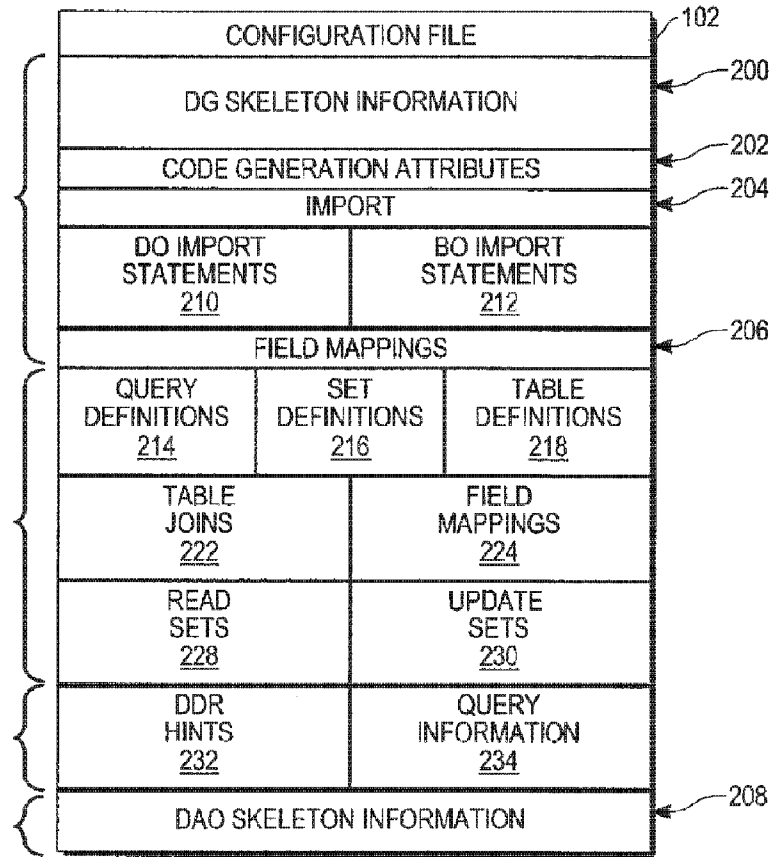 CONFIGURATION FILE
102
DG SKELETON INFORMATION
200
CODE GENERATION ATTRIBUTES
202
IMPORT
204
DO IMPORT
STATEMENTS
210
BO IMPORT
STATEMENTS
212
FIELD MAPPINGS
206
QUERY
DEFINITIONS
214
SET
DEFINITIONS
216
TABLE
DEFINITIONS
218
TABLE
JOINS
222
FIELD
MAPPINGS
224
READ
SETS
228
UPDATE
SETS
230
DDR
HINTS
232
QUERY
INFORMATION
234
DAO SKELETON INFORMATION
208